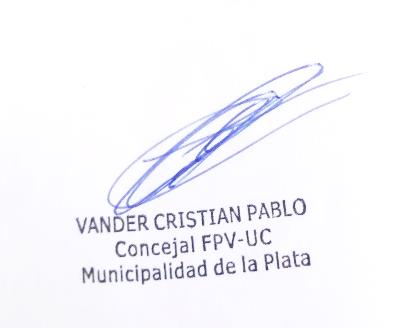 VANDER CRISTIAN PABLO
Concejal FPV-UC
Municipalidad de la Plata